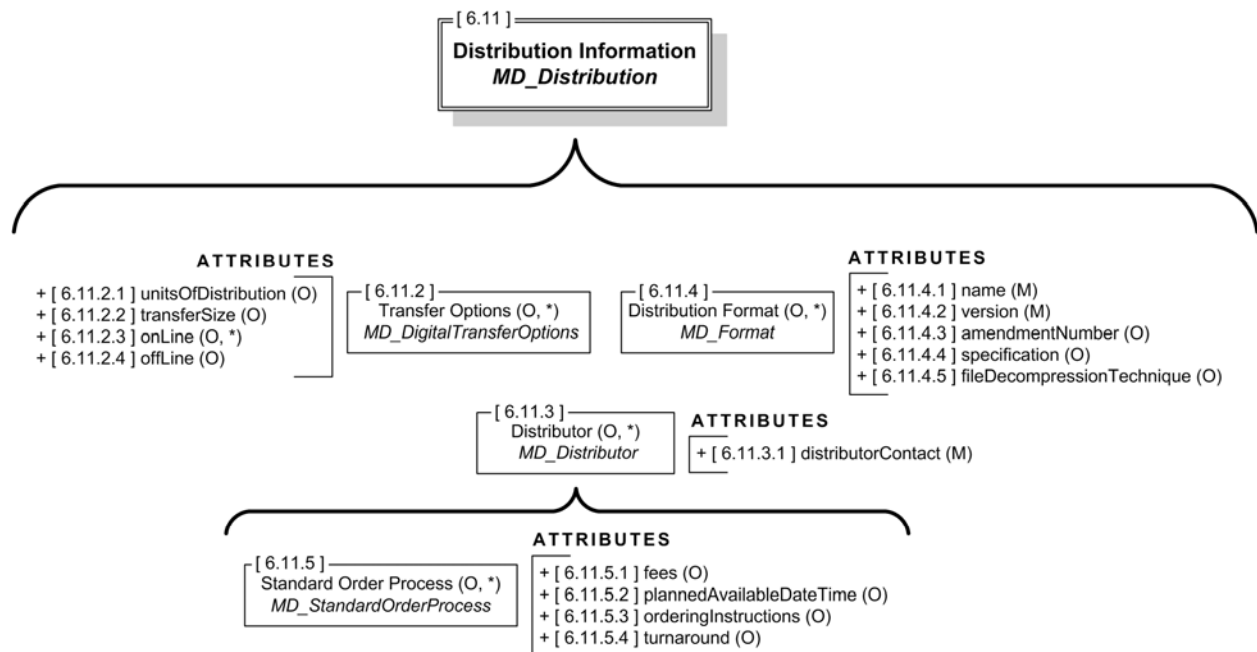 [ 6.11 ]
Distribution Information
MD_Distribution
ATTRIBUTES
+ [ 6.11.2.1 ] unitsOfDistribution (O)
+ [ 6.11.2.2 ] transferSize (O)
+ [ 6.11.2.3 ] onLine (O, *)
+ [ 6.11.2.4 ] offLine (O)
[ 6.11.2 ]
Transfer Options (O, *)
MD_DigitalTransferOptions
[ 6.11.4 ]
Distribution Format (O, *)
MD_Format
ATTRIBUTES
+ [ 6.11.4.1 ] name (M)
+ [ 6.11.4.2 ] version (M)
+ [ 6.11.4.3 ] amendmentNumber (O)
+ [ 6.11.4.4 ] specification (O)
+ [ 6.11.4.5 ] fileDecompressionTechnique (O)
[ 6.11.3 ]
Distributor (O, *)
MD_Distributor
ATTRIBUTES
+ [ 6.11.3.1 ] distributorContact (M)
[ 6.11.5 ]
Standard Order Process (O, *)
MD_StandardOrderProcess
ATTRIBUTES
+ [ 6.11.5.1 ] fees (O)
+ [ 6.11.5.2 ] plannedAvailableDateTime (O)
+ [ 6.11.5.3 ] orderingInstructions (O)
+ [ 6.11.5.4 ] turnaround (O)